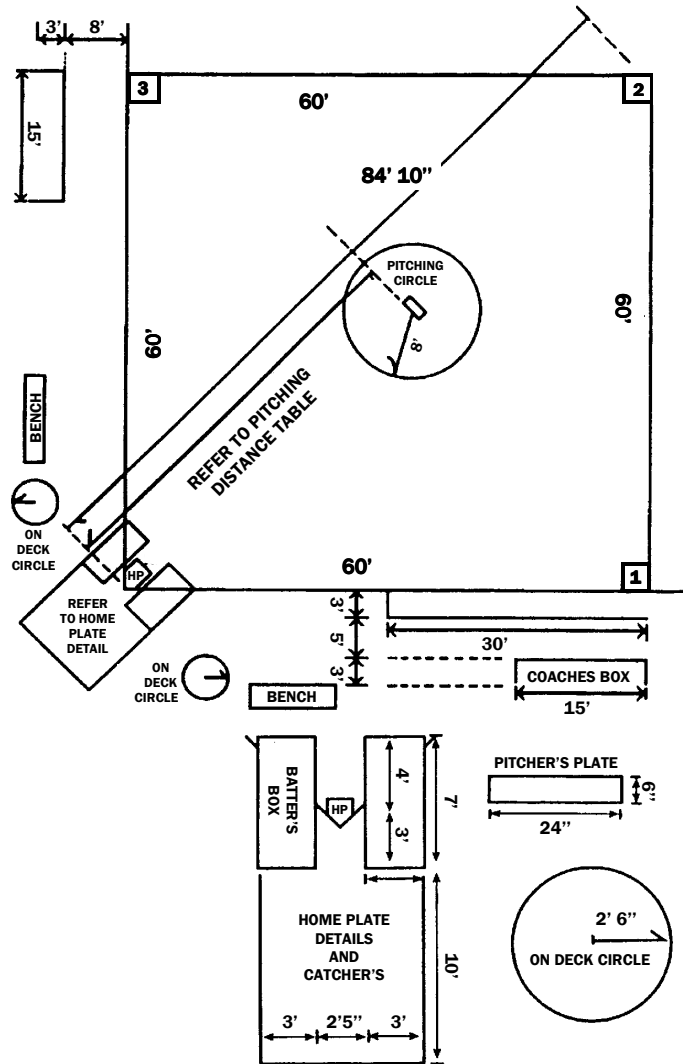 3'
8'
3
2
60'
15'
84' 10"
PITCHING
CIRCLE
8'
60'
60'
REFER TO PITCHING
DISTANCE TABLE
BENCH
ON
DECK
CIRCLE
HP
REFER
TO HOME
PLATE
DETAIL
60'
1
3'
5'
3'
30'
ON
DECK
CIRCLE
BENCH
COACHES BOX
15'
BATTER'S
BOX
HP
4'
3'
7'
PITCHER'S PLATE
6"
24"
HOME PLATE
DETAILS
AND
CATCHER'S
10'
3'
2'5"
3'
2' 6"
ON DECK CIRCLE